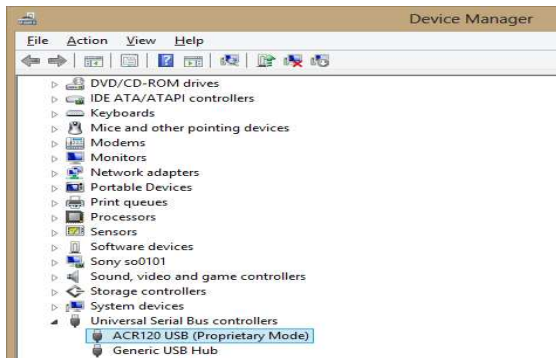 Device Manager
File Action View Help
DVD/CD-ROM drives
IDE ATA/ATAPI controllers
Keyboards
Mice and other pointing devices
Modems
Monitors
Network adapters
Portable Devices
Print queues
Processors
Sensors
Software devices
Sony so0101
Sound, video and game controllers
Storage controllers
System devices
Universal Serial Bus controllers
ACR120 USB (Proprietary Mode)
Generic USB Hub